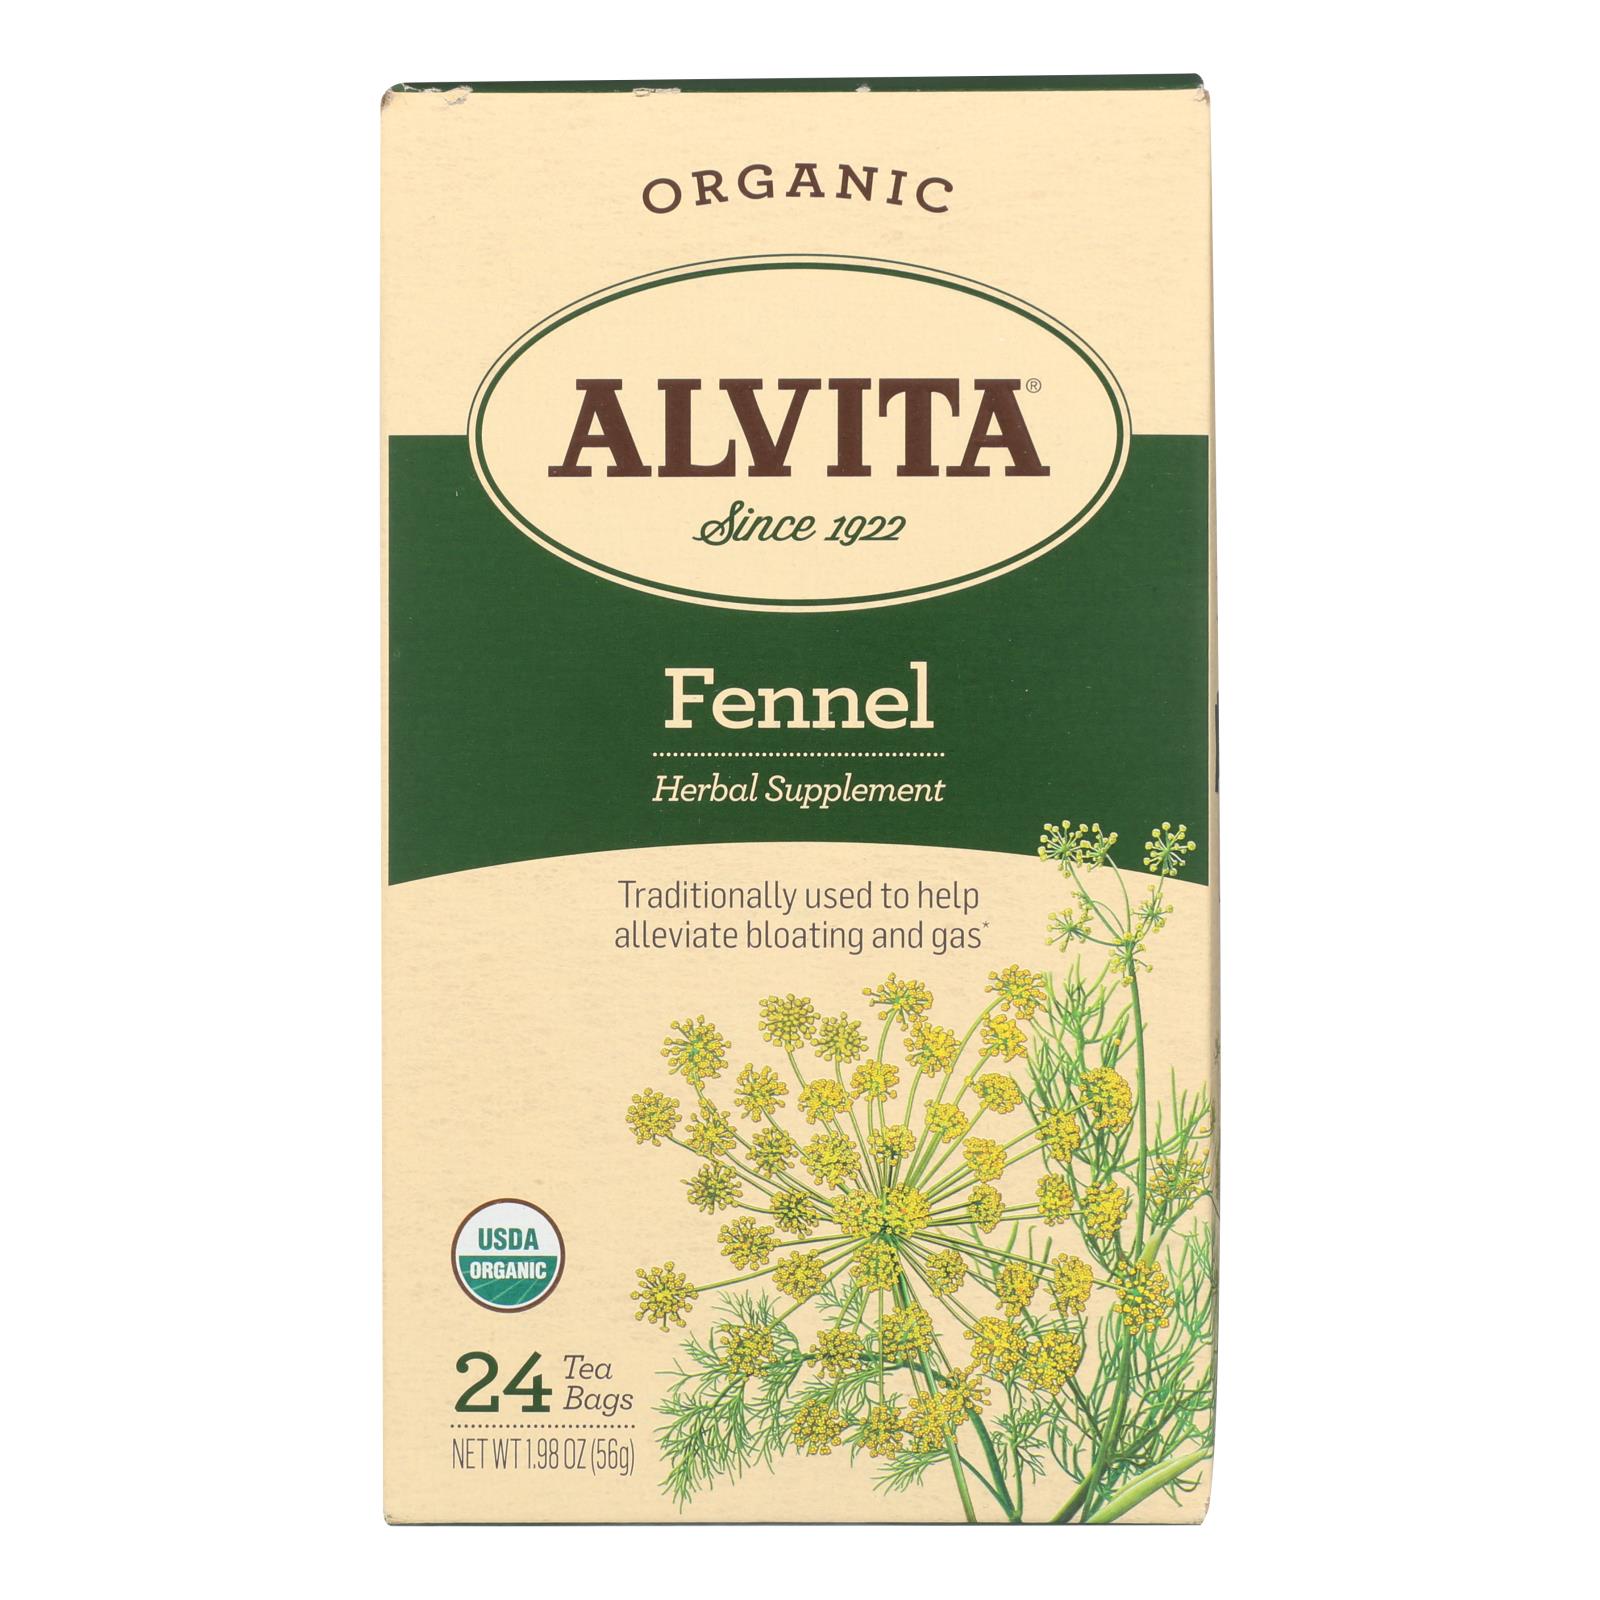 ORGANIC
ALVITA®
Since 1922
Fennel
Herbal Supplement
Traditionally used to help
alleviate bloating and gas*
USDA
ORGANIC
24 Tea
Bags
NET WT 1.98 OZ (56g)